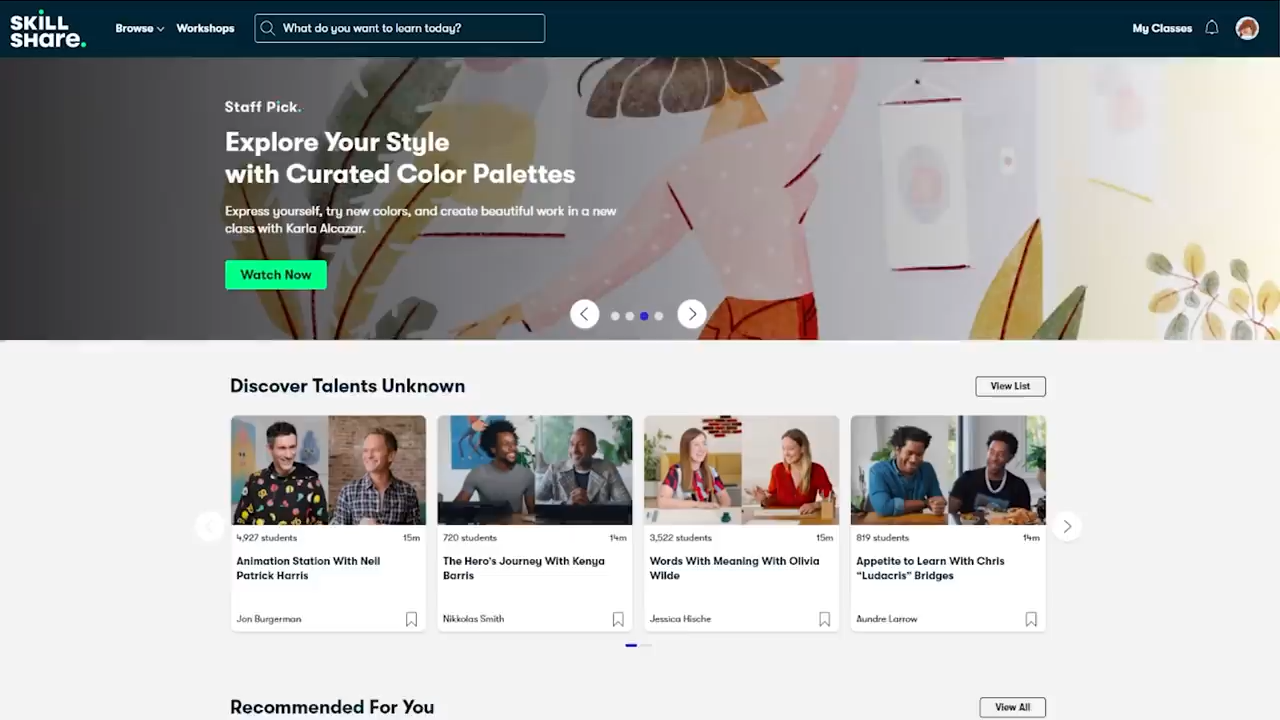 SKILL
SHare.
Browse
Workshops
What do you want to learn today?
My Classes
Staff Pick.
Explore Your Style
with Curated Color Palettes
Express yourself, try new colors, and create beautiful work in a new
class with Karla Alcazar.
Watch Now
Discover Talents Unknown
View List
4,927 students 15m
Animation Station With Neil
Patrick Harris
Jon Burgerman
720 students 14m
The Hero's Journey With Kenya
Barris
Nikkolas Smith
3,522 students 15m
Words With Meaning With Olivia
Wilde
Jessica Hische
819 students 14m
Appetite to Learn With Chris
“Ludacris” Bridges
Aundre Larrow
Recommended For You
View All